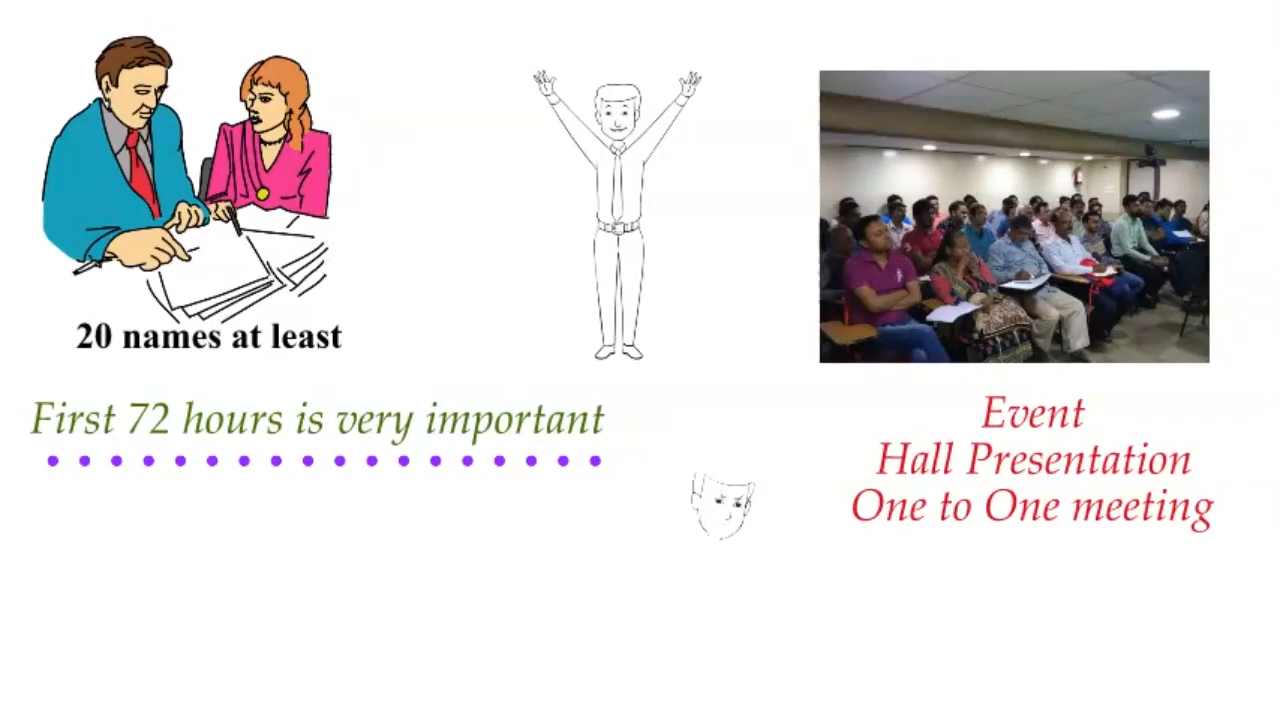 20 names at least
First 72 hours is very important
Event
Hall Presentation
One to One meeting